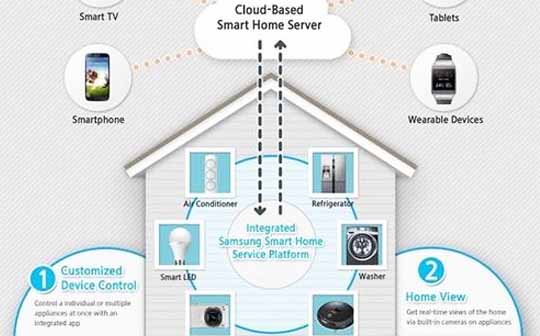 Smart TV
Cloud-Based
Smart Home Server
Tablets
Smartphone
Wearable Devices
Air Conditioner
Refrigerator
Integrated
Samsung Smart Home
Service Platform
Smart LED
Washer
1 Customized
Device Control
Control a individual or multiple
appliances at once with an
integrated app
2
Home View
Get real-time views of the home
via built-in cameras on appliances